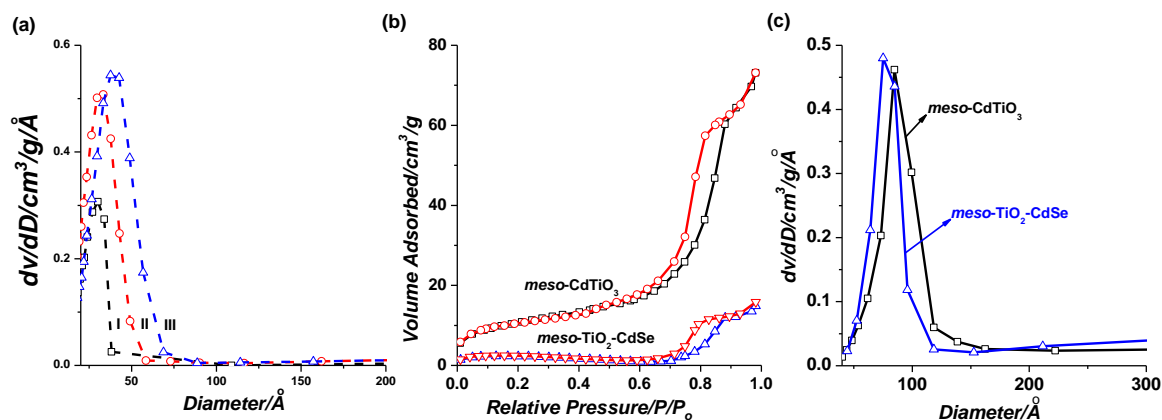 (a)
dv/dD/cm³/g/Å
0.6
0.4
0.2
0.0
I II III
50 100 150 200
Diameter/Å
(b)
Volume Adsorbed/cm³/g
80
60
40
20
0
meso-CdTiO₃
meso-TiO₂-CdSe
0.0 0.2 0.4 0.6 0.8 1.0
Relative Pressure/P/Pₒ
(c)
dv/dD/cm³/g/Å
0.5
0.4
0.3
0.2
0.1
0.0
meso-CdTiO₃
meso-TiO₂-CdSe
100 200 300
Diameter/Å